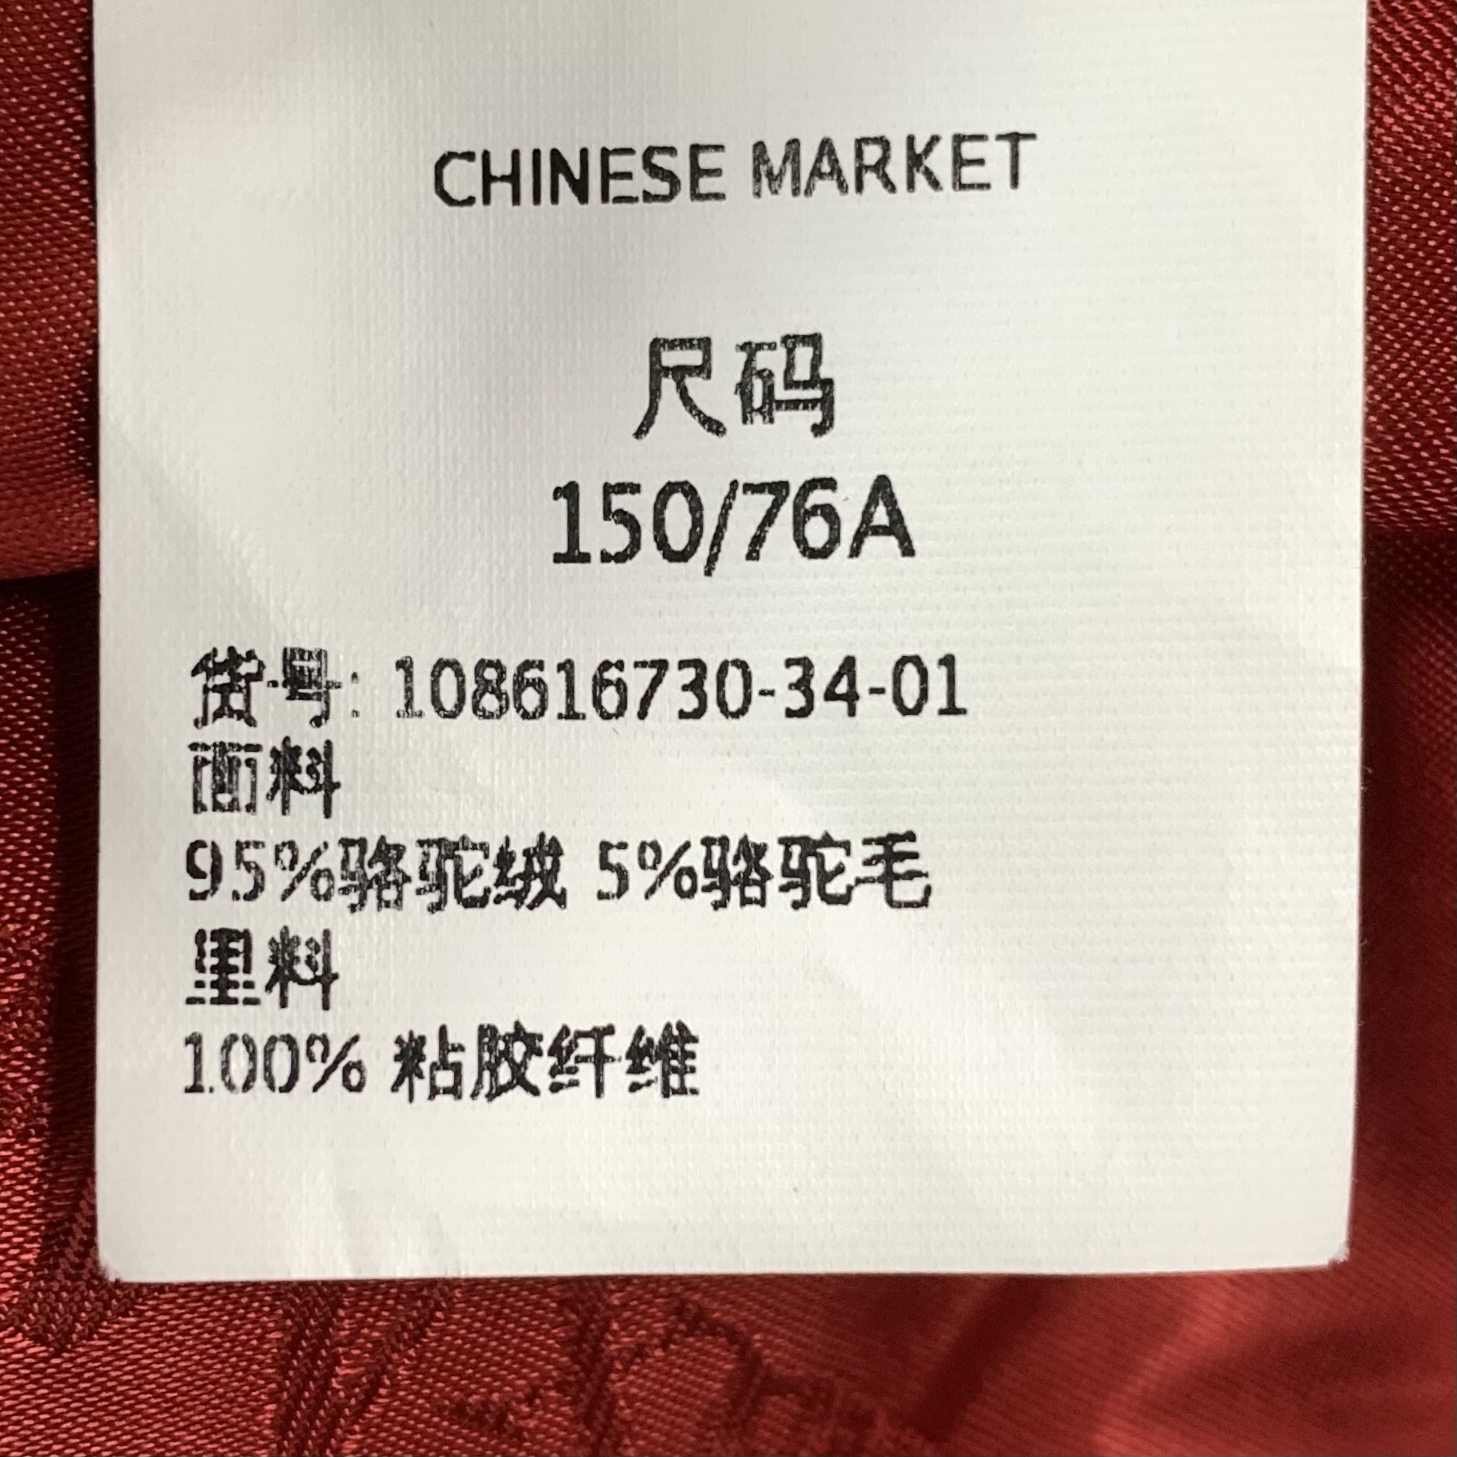 CHINESE MARKET
尺码
150/76A
货号: 108616730-34-01
面料
95%骆驼绒 5%骆驼毛
里料
100% 粘胶纤维